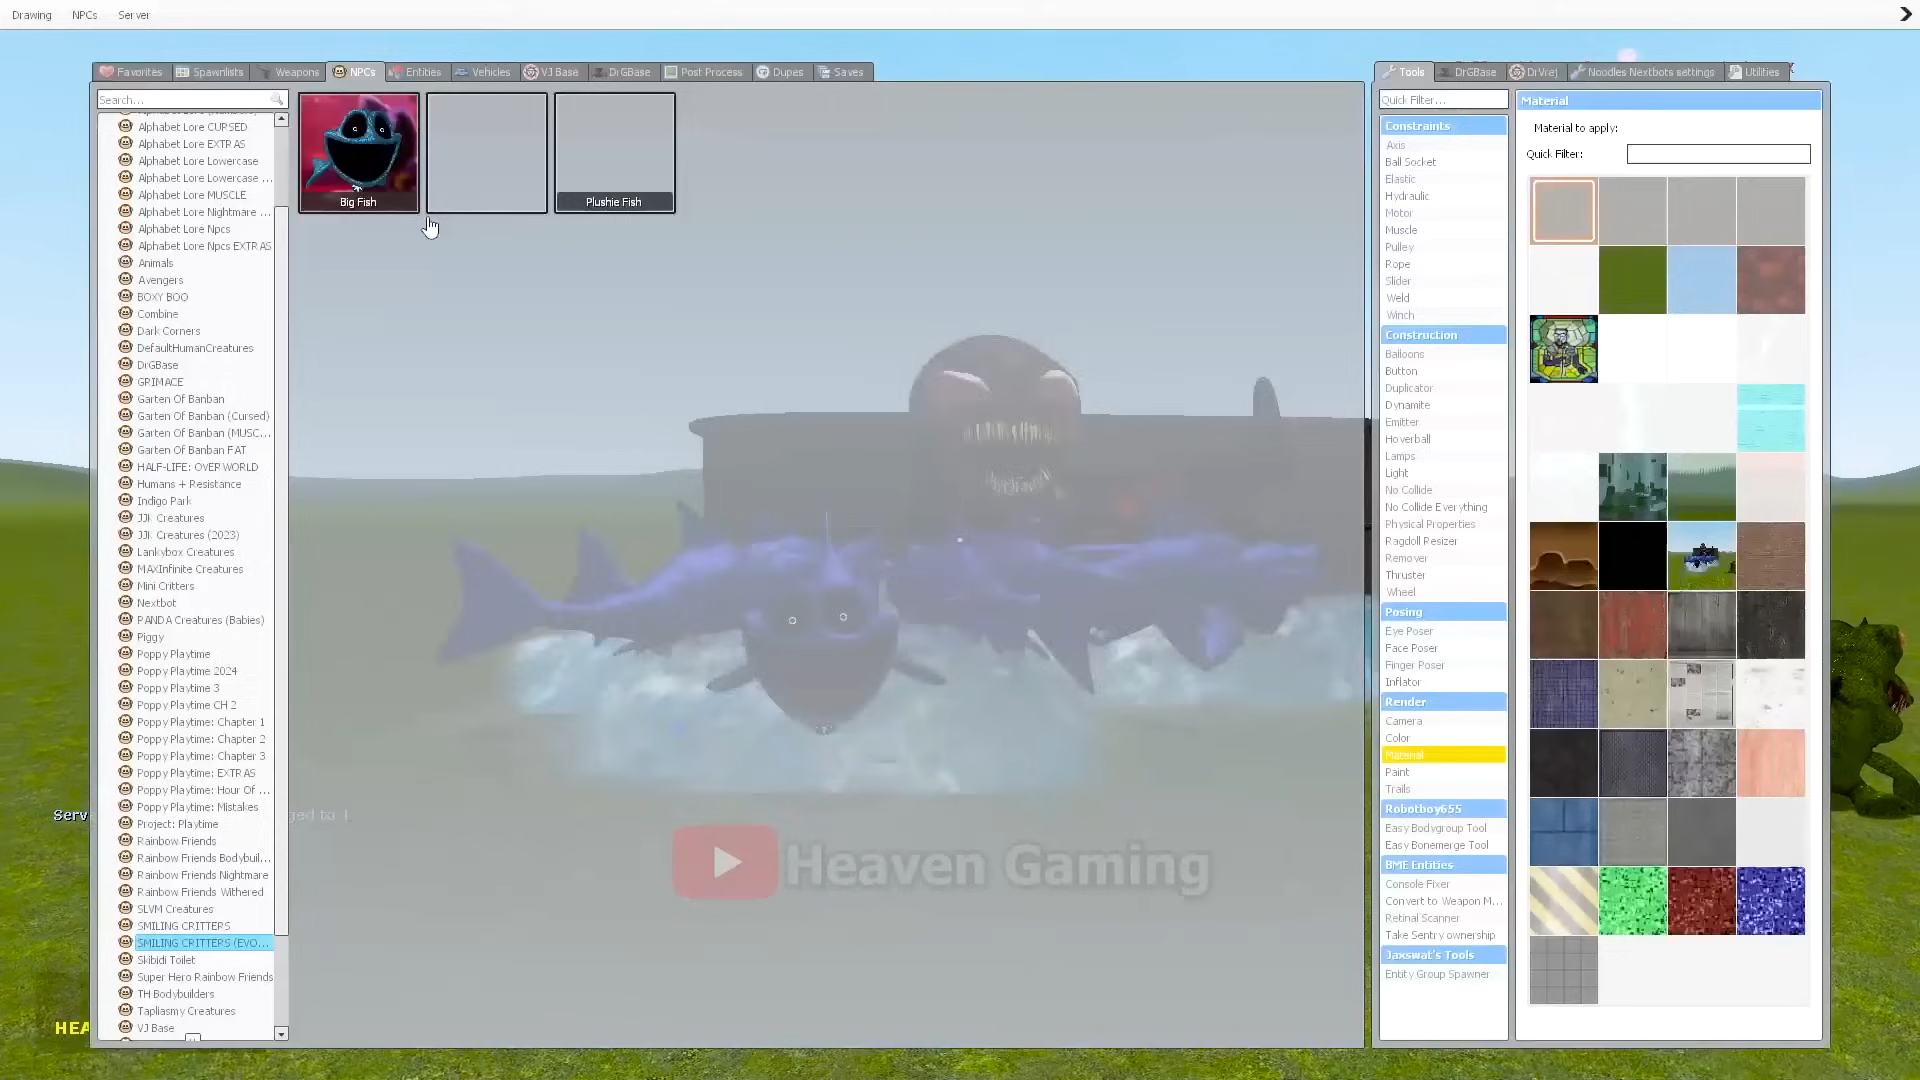 Drawing NPCs Server
Favorites Spawnlists Weapons NPCs Entities Vehicles VJ Base DrGBase Post Process Dupes Saves
Search...
Alphabet Lore CURSED
Alphabet Lore EXTRAS
Alphabet Lore Lowercase
Alphabet Lore Lowercase ...
Alphabet Lore MUSCLE
Alphabet Lore Nightmare ...
Alphabet Lore Npcs
Alphabet Lore Npcs EXTRAS
Animals
Avengers
BOXY BOO
Combine
Dark Corners
DefaultHumanCreatures
DrGBase
GRIMACE
Garten Of Banban
Garten Of Banban (Cursed)
Garten Of Banban (MUSC...
Garten Of Banban FAT
HALF-LIFE: OVERWORLD
Humans + Resistance
Indigo Park
JJK Creatures
JJK Creatures (2023)
Lankybox Creatures
MAXInfinite Creatures
Mini Critters
Nextbot
PANDA Creatures (Babies)
Piggy
Poppy Playtime
Poppy Playtime 2024
Poppy Playtime 3
Poppy Playtime CH 2
Poppy Playtime: Chapter 1
Poppy Playtime: Chapter 2
Poppy Playtime: Chapter 3
Poppy Playtime: EXTRAS
Poppy Playtime: Hour Of ...
Poppy Playtime: Mistakes
Project: Playtime
Rainbow Friends
Rainbow Friends Bodybuil...
Rainbow Friends Nightmare
Rainbow Friends Withered
SLVM Creatures
SMILING CRITTERS
SMILING CRITTERS (EVO...
Skibidi Toilet
Super Hero Rainbow Friends
TH Bodybuilders
Tapliasmy Creatures
VJ Base
Big Fish
Plushie Fish
Serv
ged to 1
HEA
Heaven Gaming
Tools DrGBase DrVrej Noodles Nextbots settings Utilities
Quick Filter...
Constraints
Axis
Ball Socket
Elastic
Hydraulic
Motor
Muscle
Pulley
Rope
Slider
Weld
Winch
Construction
Balloons
Button
Duplicator
Dynamite
Emitter
Hoverball
Lamps
Light
No Collide
No Collide Everything
Physical Properties
Ragdoll Resizer
Remover
Thruster
Wheel
Posing
Eye Poser
Face Poser
Finger Poser
Inflator
Render
Camera
Color
Material
Paint
Trails
Robotboy655
Easy Bodygroup Tool
Easy Bonemerge Tool
BME Entities
Console Fixer
Convert to Weapon M...
Retinal Scanner
Take Sentry ownership
Jaxswat's Tools
Entity Group Spawner
Material
Material to apply:
Quick Filter: